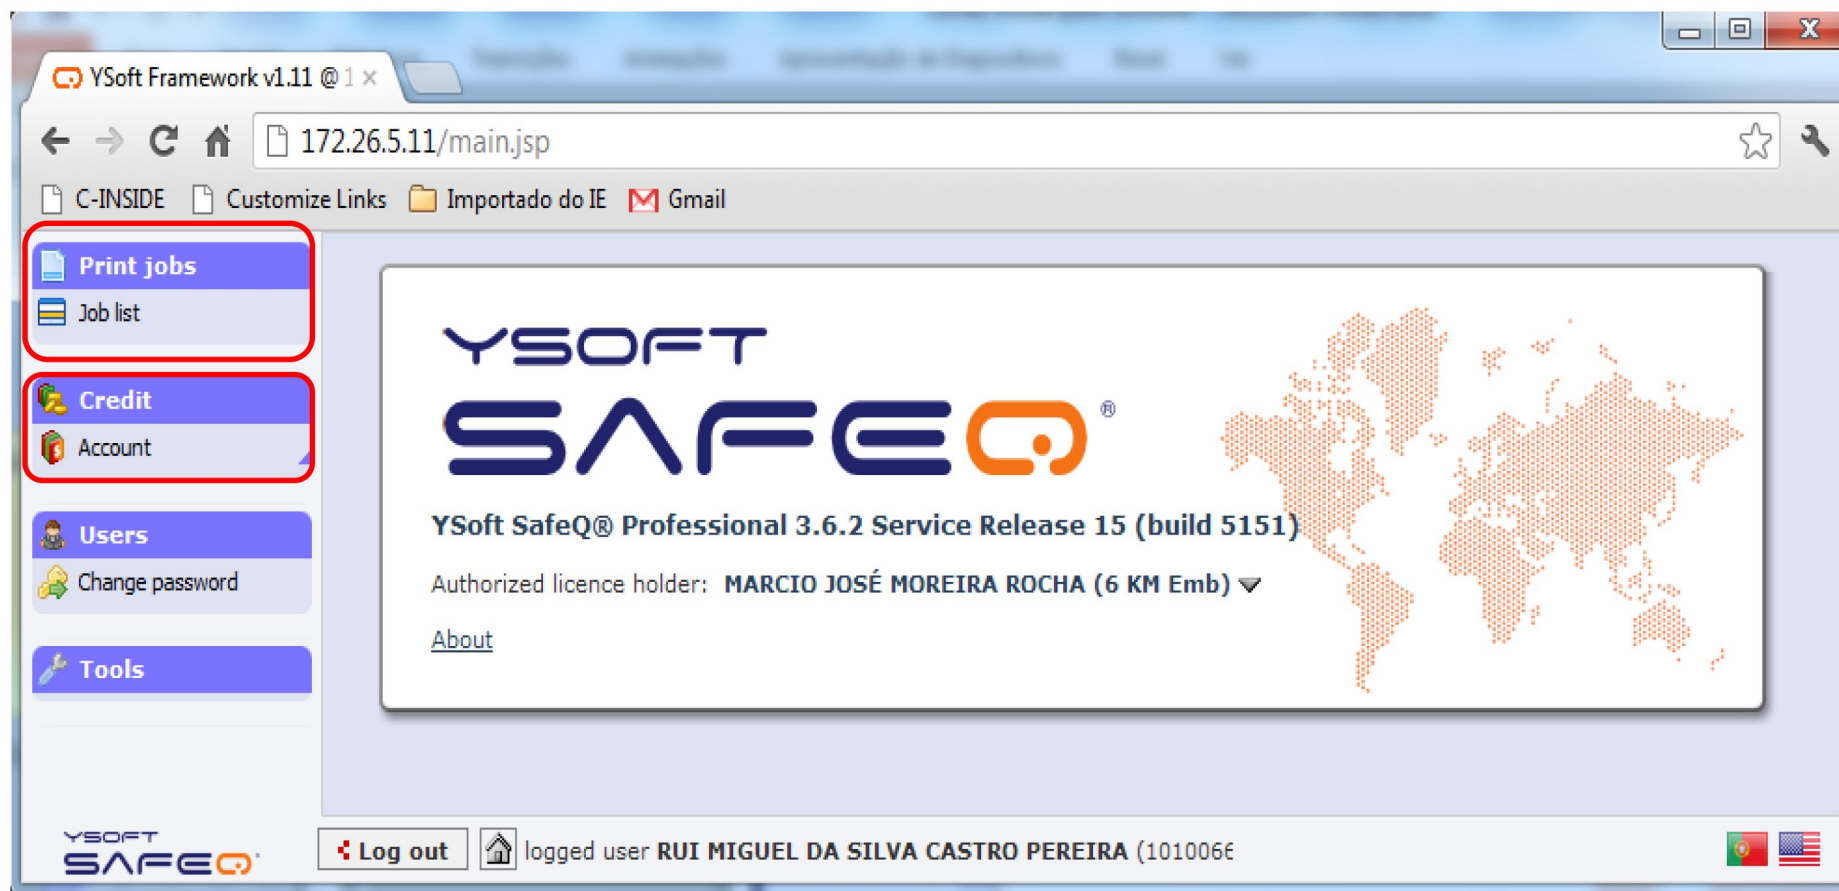 YSoft Framework v1.11 @ 1
172.26.5.11/main.jsp
C-INSIDE Customize Links Importado do IE Gmail
Print jobs
Job list
Credit
Account
Users
Change password
Tools
YSOFT
SAFEQ®
YSoft SafeQ® Professional 3.6.2 Service Release 15 (build 5151)
Authorized licence holder: MARCIO JOSÉ MOREIRA ROCHA (6 KM Emb)
About
YSOFT
SAFEQ
Log out logged user RUI MIGUEL DA SILVA CASTRO PEREIRA (1010066